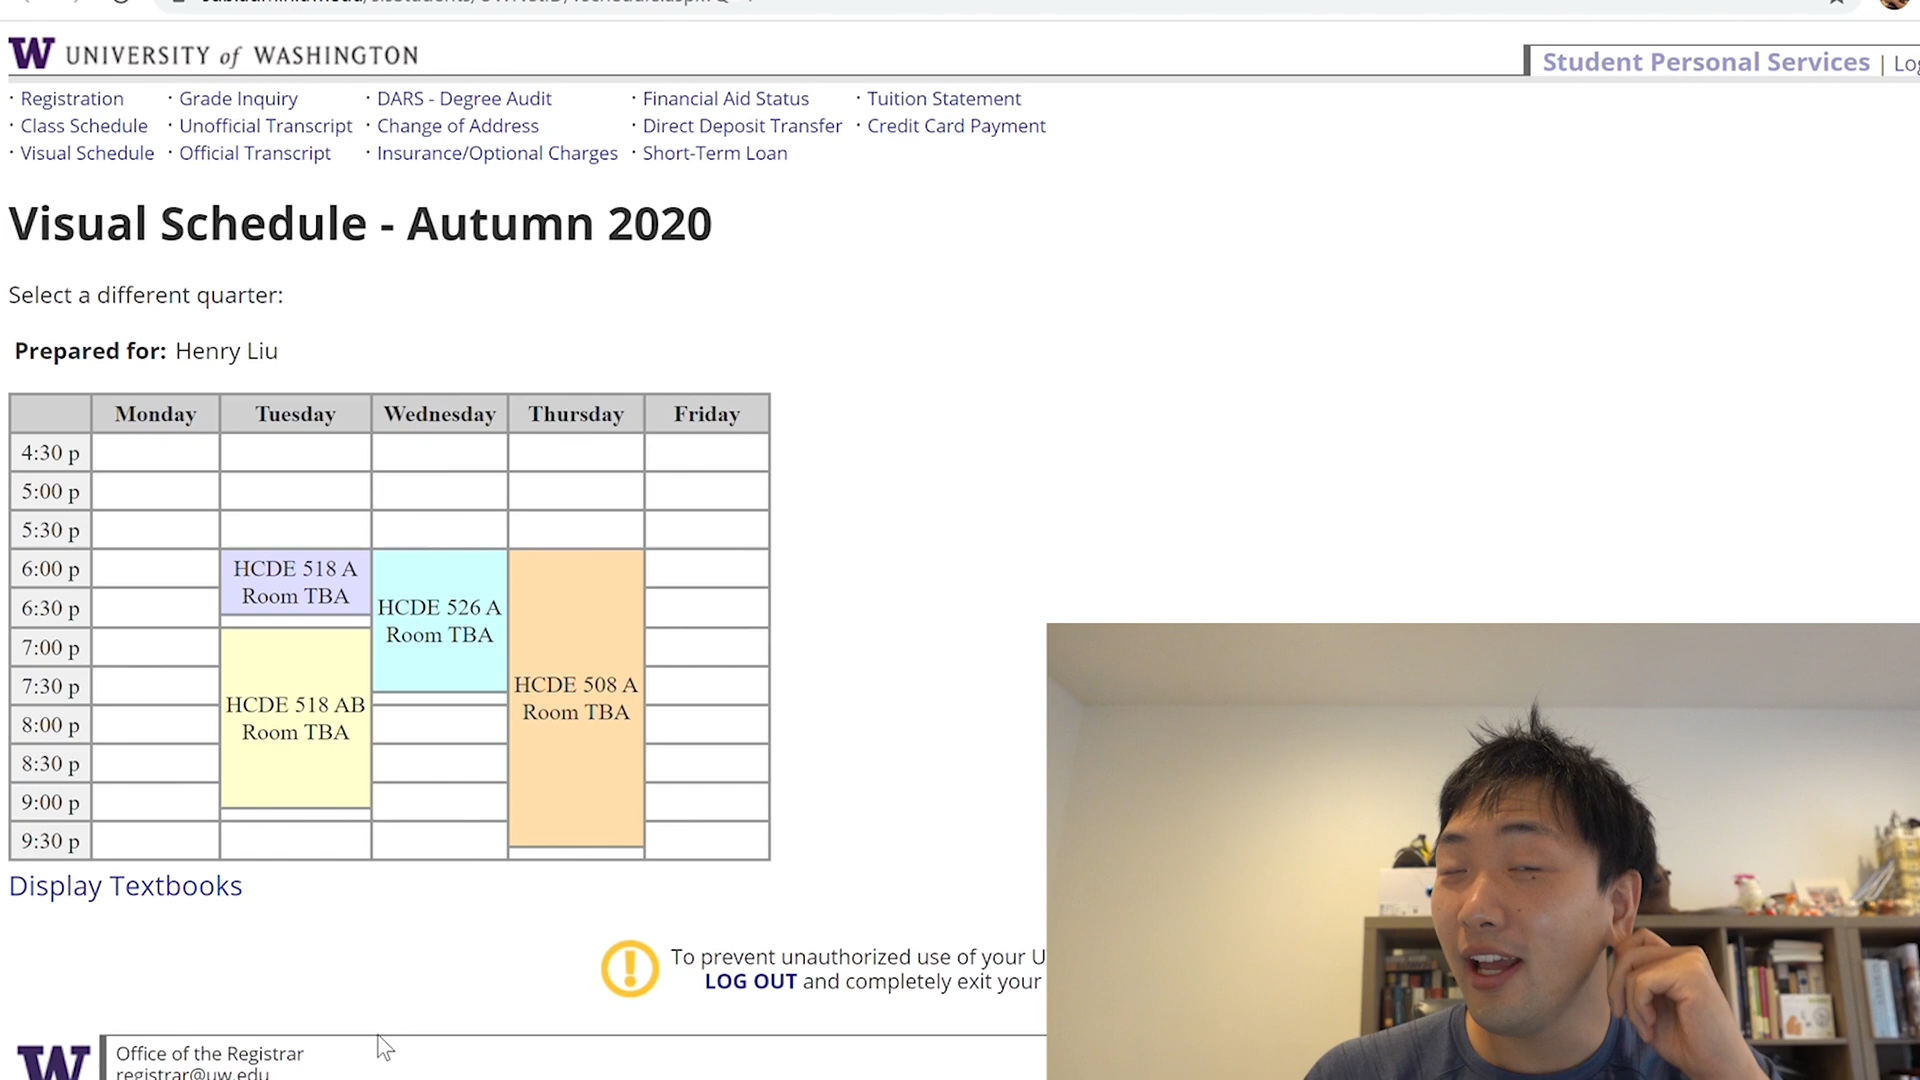 W UNIVERSITY of WASHINGTON
Student Personal Services |
· Registration · Grade Inquiry · DARS - Degree Audit · Financial Aid Status · Tuition Statement
· Class Schedule · Unofficial Transcript · Change of Address · Direct Deposit Transfer · Credit Card Payment
· Visual Schedule · Official Transcript · Insurance/Optional Charges · Short-Term Loan
Visual Schedule - Autumn 2020
Select a different quarter:
Prepared for: Henry Liu
Monday Tuesday Wednesday Thursday Friday
4:30 p
5:00 p
5:30 p
6:00 p
6:30 p
7:00 p
7:30 p
8:00 p
8:30 p
9:00 p
9:30 p
HCDE 518 A
Room TBA
HCDE 518 AB
Room TBA
HCDE 526 A
Room TBA
HCDE 508 A
Room TBA
Display Textbooks
To prevent unauthorized use of your U
LOG OUT and completely exit your
W
Office of the Registrar
registrar@uw.edu